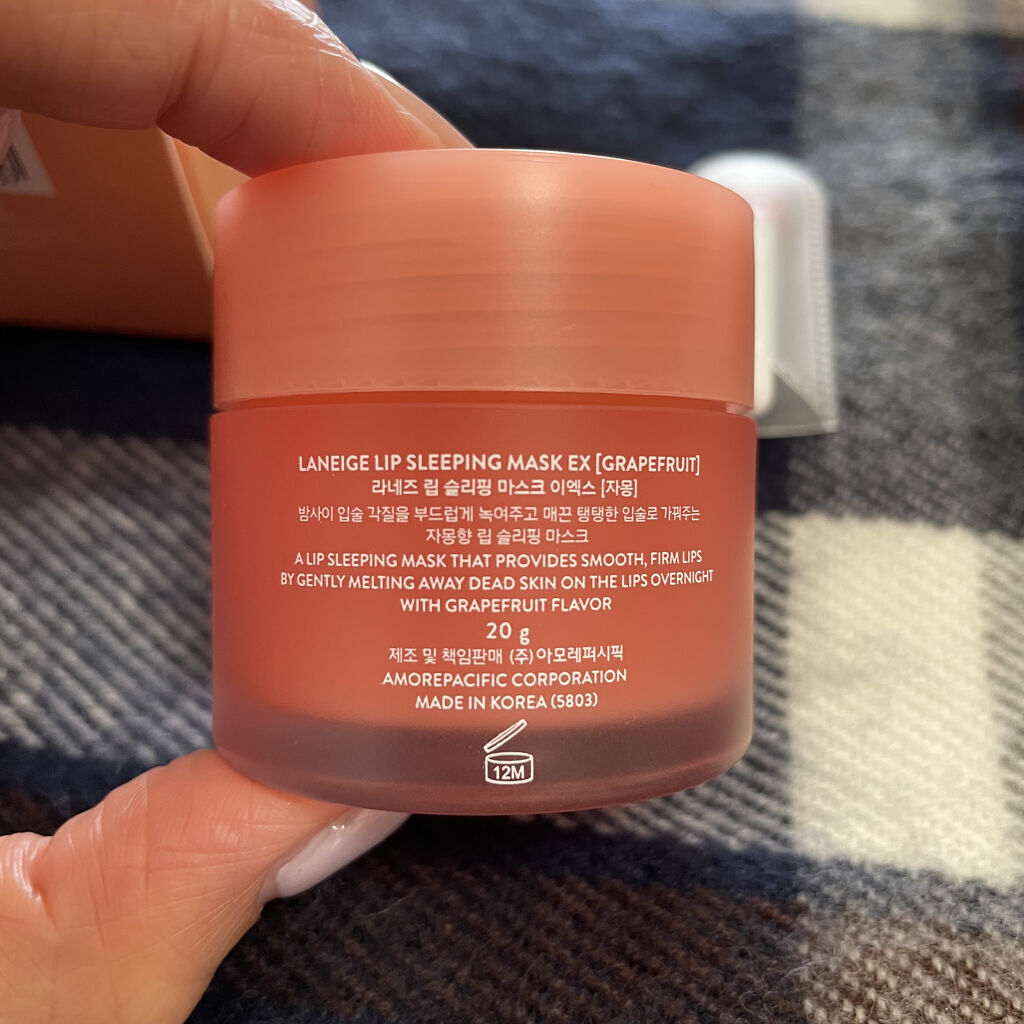 LANEIGE LIP SLEEPING MASK EX [GRAPEFRUIT]
라네즈 립 슬리핑 마스크 이엑스 [자몽]
밤사이 입술 각질을 부드럽게 녹여주고 매끈 탱탱한 입술로 가꿔주는
자몽향 립 슬리핑 마스크
A LIP SLEEPING MASK THAT PROVIDES SMOOTH, FIRM LIPS
BY GENTLY MELTING AWAY DEAD SKIN ON THE LIPS OVERNIGHT
WITH GRAPEFRUIT FLAVOR
20 g
제조 및 책임판매 (주)아모레퍼시픽
AMOREPACIFIC CORPORATION
MADE IN KOREA (5803)
12M